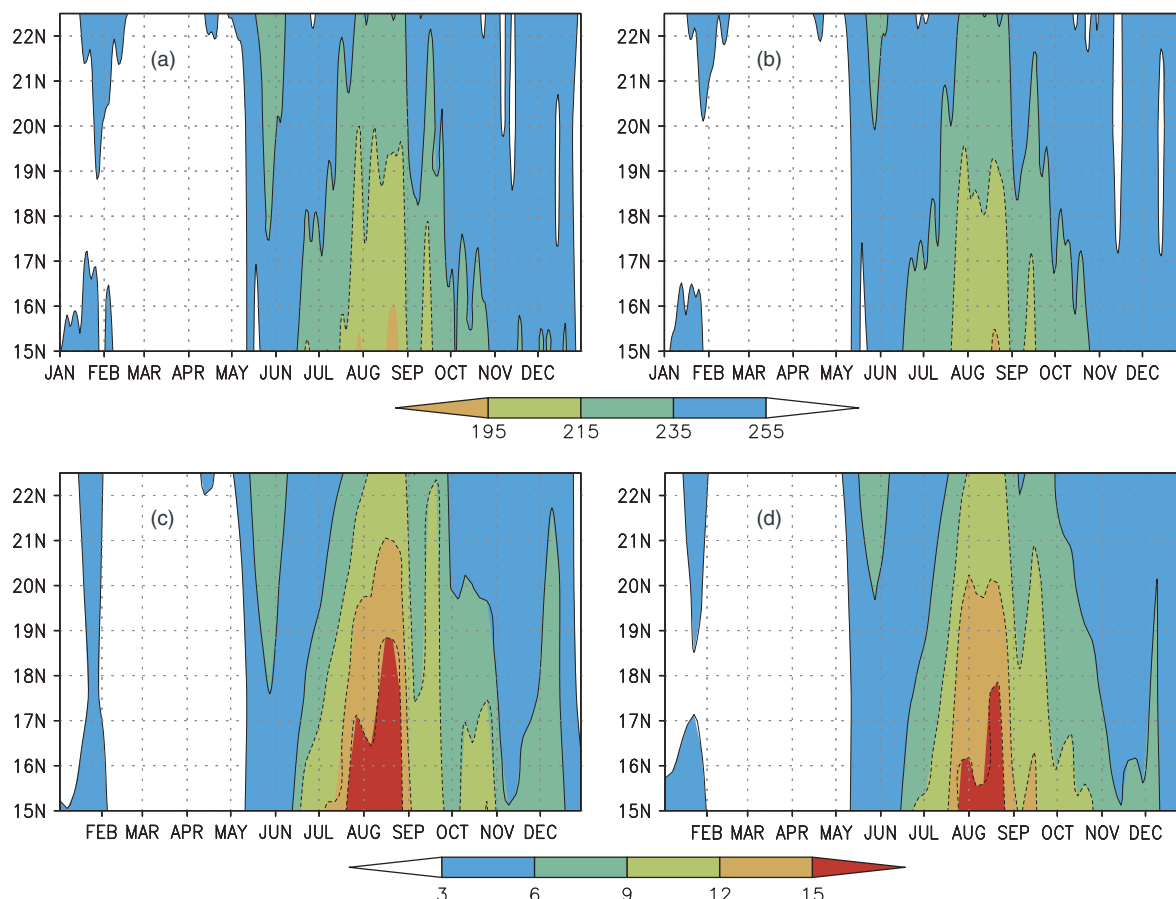 22N
21N
20N
19N
18N
17N
16N
15N
(a)
JAN FEB MAR APR MAY JUN JUL AUG SEP OCT NOV DEC
22N
21N
20N
19N
18N
17N
16N
15N
(b)
JAN FEB MAR APR MAY JUN JUL AUG SEP OCT NOV DEC
195 215 235 255
22N
21N
20N
19N
18N
17N
16N
15N
(c)
FEB MAR APR MAY JUN JUL AUG SEP OCT NOV DEC
22N
21N
20N
19N
18N
17N
16N
15N
(d)
FEB MAR APR MAY JUN JUL AUG SEP OCT NOV DEC
3 6 9 12 15